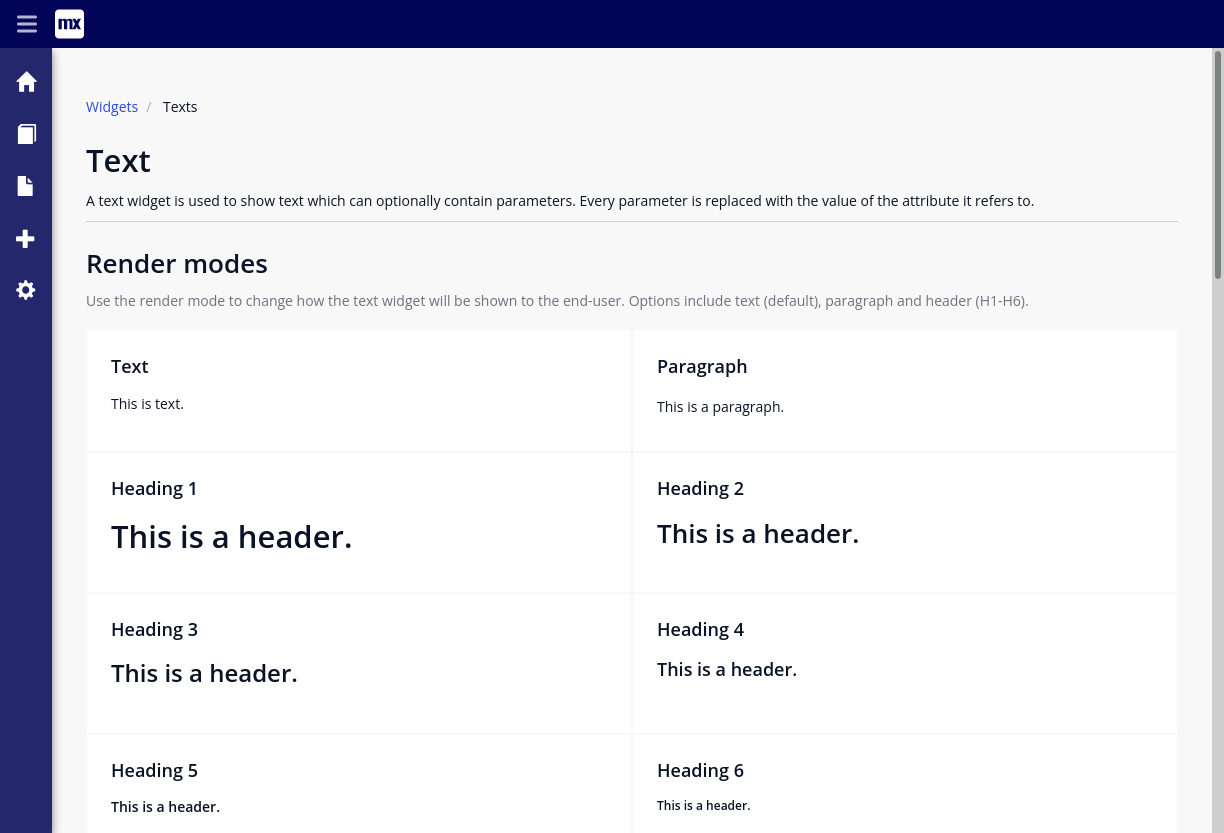 mx
Widgets / Texts
Text
A text widget is used to show text which can optionally contain parameters. Every parameter is replaced with the value of the attribute it refers to.
Render modes
Use the render mode to change how the text widget will be shown to the end-user. Options include text (default), paragraph and header (H1-H6).
Text
This is text.
Paragraph
This is a paragraph.
Heading 1
This is a header.
Heading 2
This is a header.
Heading 3
This is a header.
Heading 4
This is a header.
Heading 5
This is a header.
Heading 6
This is a header.